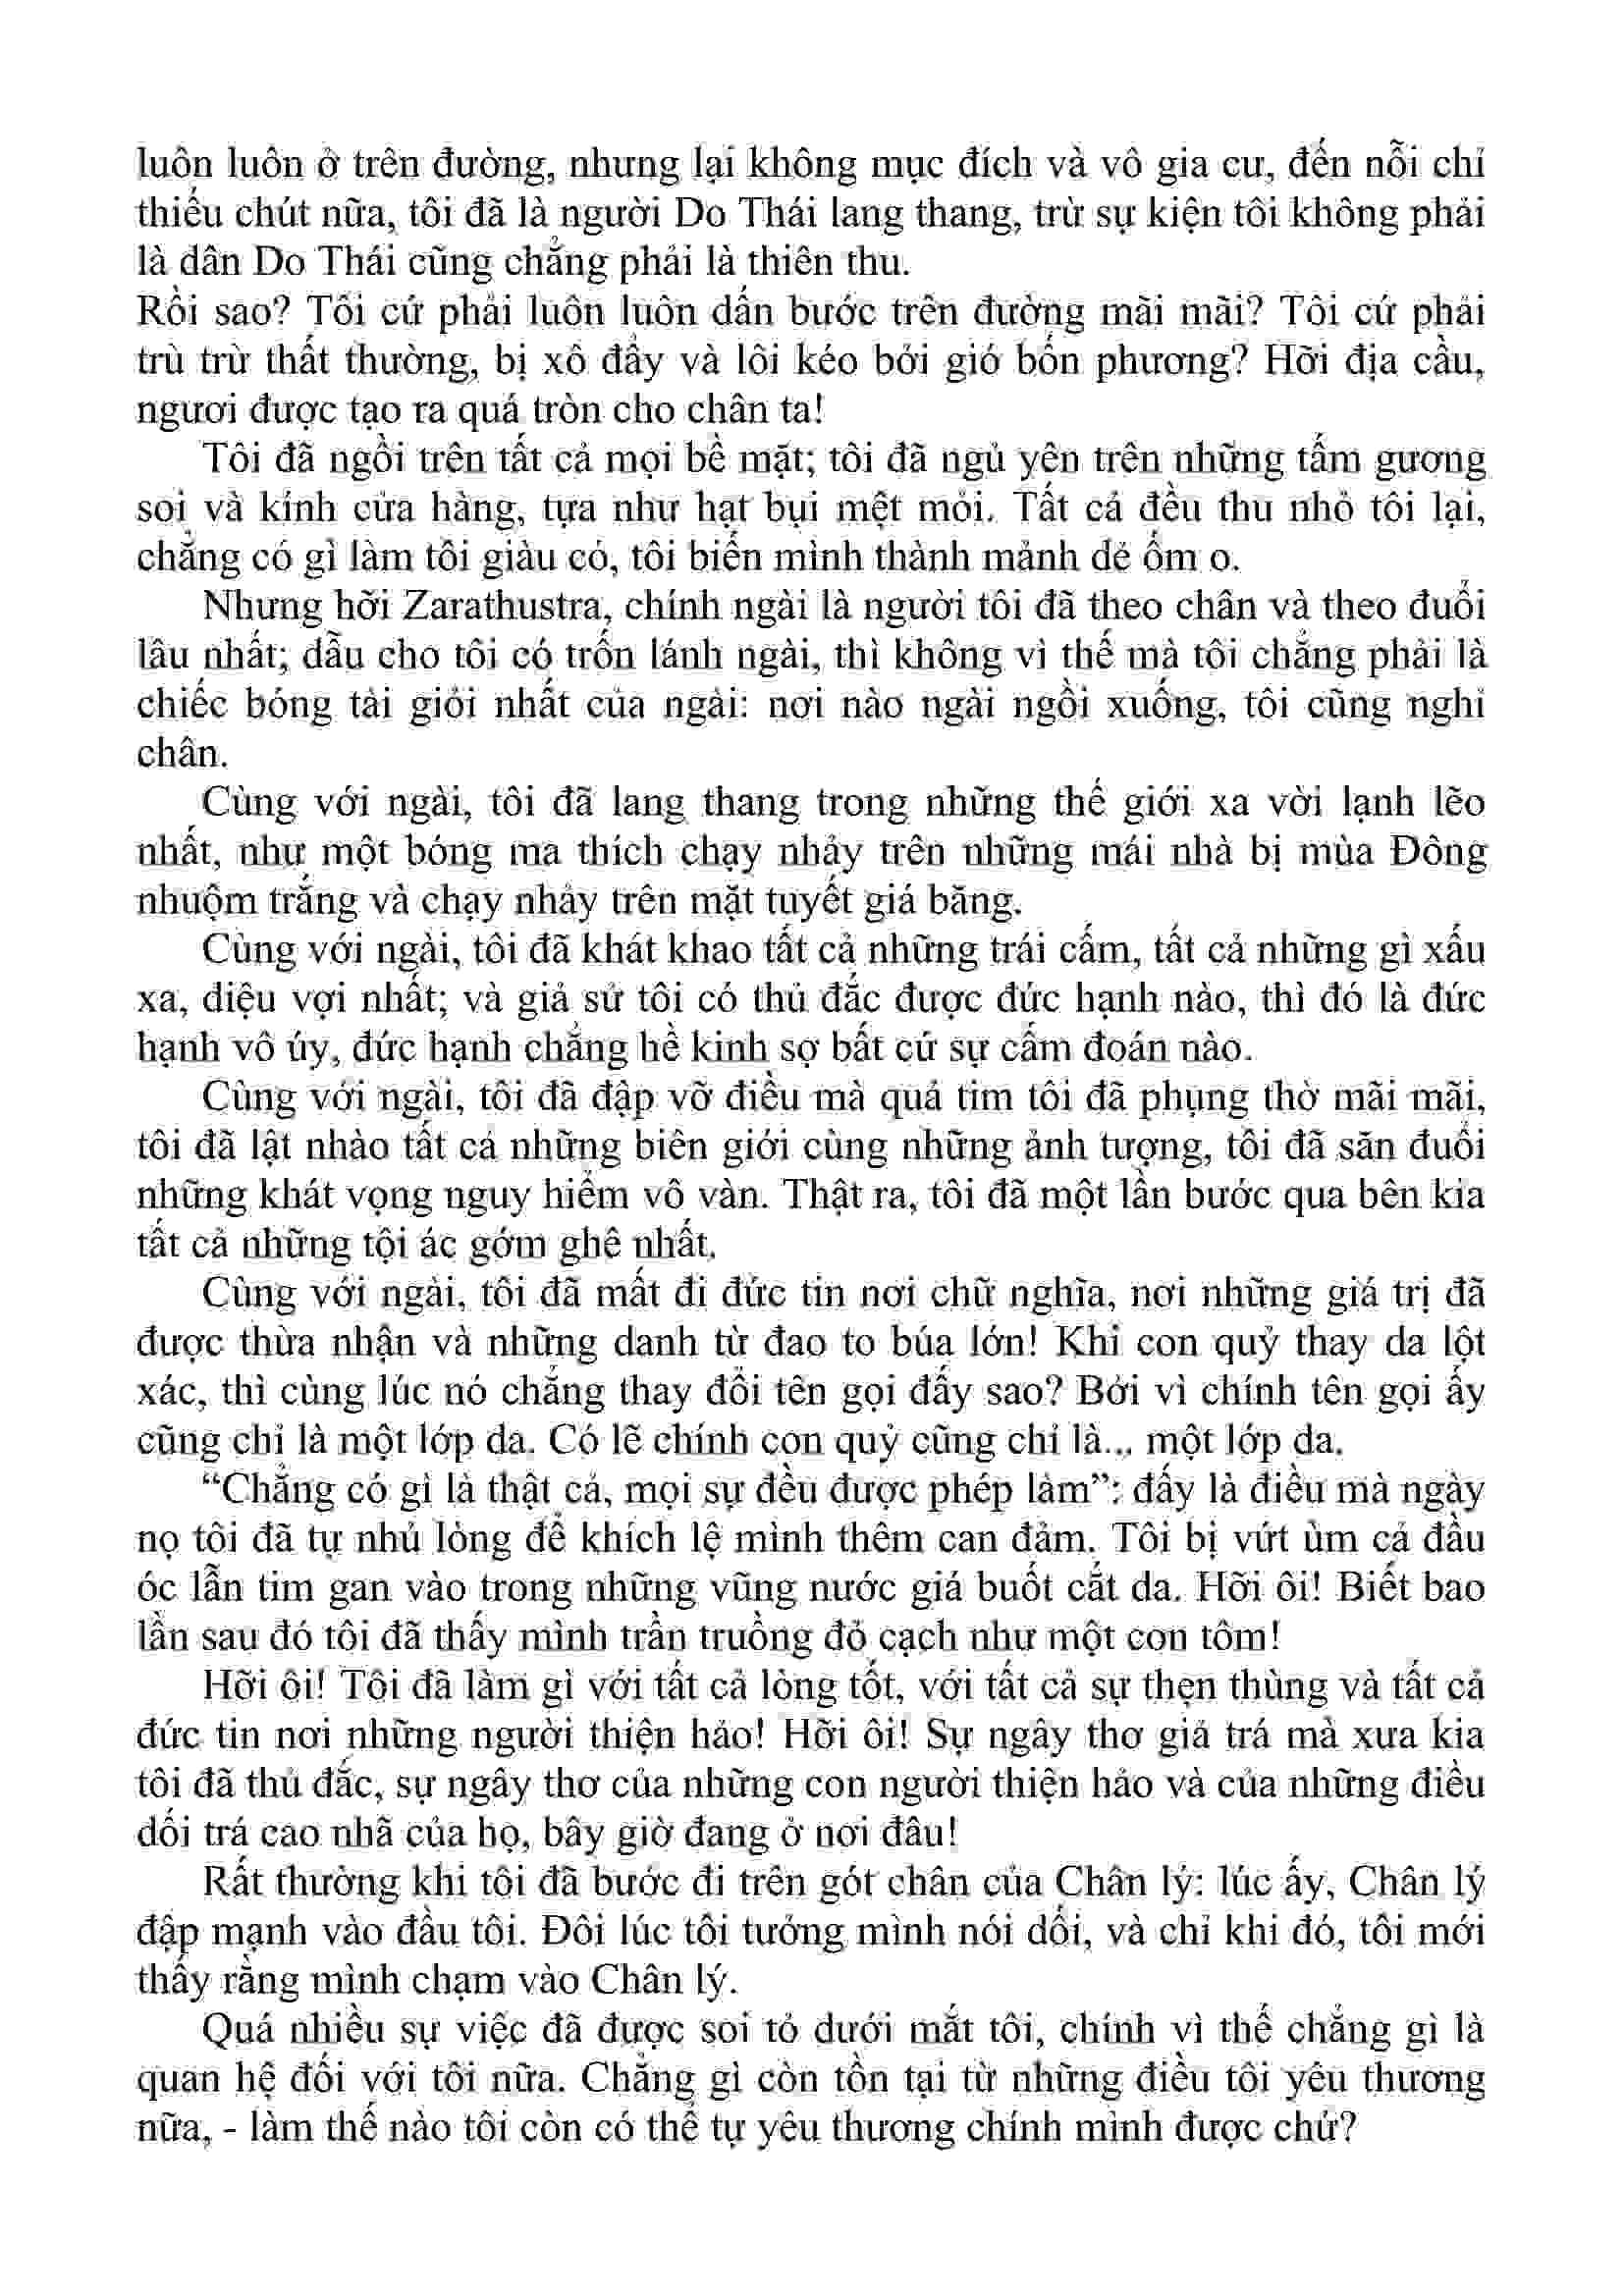 luôn luôn ở trên đường, nhưng lại không mục đích và vô gia cư, đến nỗi chỉ
thiếu chút nữa, tôi đã là người Do Thái lang thang, trừ sự kiện tôi không phải
là dân Do Thái cũng chẳng phải là thiên thu.
Rồi sao? Tôi cứ phải luôn luôn dấn bước trên đường mãi mãi? Tôi cứ phải
trù trừ thất thường, bị xô đẩy và lôi kéo bởi gió bốn phương? Hỡi địa cầu,
ngươi được tạo ra quá tròn cho chân ta!
Tôi đã ngồi trên tất cả mọi bề mặt; tôi đã ngủ yên trên những tấm gương
soi và kính cửa hàng, tựa như hạt bụi mệt mỏi. Tất cả đều thu nhỏ tôi lại,
chẳng có gì làm tôi giàu có, tôi biến mình thành mảnh dẻ ốm o.
Nhưng hỡi Zarathustra, chính ngài là người tôi đã theo chân và theo đuổi
lâu nhất; dẫu cho tôi có trốn lánh ngài, thì không vì thế mà tôi chẳng phải là
chiếc bóng tài giỏi nhất của ngài: nơi nào ngài ngồi xuống, tôi cũng nghỉ
chân.
Cùng với ngài, tôi đã lang thang trong những thế giới xa vời lạnh lẽo
nhất, như một bóng ma thích chạy nhảy trên những mái nhà bị mùa Đông
nhuộm trắng và chạy nhảy trên mặt tuyết giá băng.
Cùng với ngài, tôi đã khát khao tất cả những trái cấm, tất cả những gì xấu
xa, diệu vợi nhất; và giả sử tôi có thủ đắc được đức hạnh nào, thì đó là đức
hạnh vô úy, đức hạnh chẳng hề kinh sợ bất cứ sự cấm đoán nào.
Cùng với ngài, tôi đã đập vỡ điều mà quả tim tôi đã phụng thờ mãi mãi,
tôi đã lật nhào tất cả những biên giới cùng những ảnh tượng, tôi đã săn đuổi
những khát vọng nguy hiểm vô vàn. Thật ra, tôi đã một lần bước qua bên kia
tất cả những tội ác gớm ghê nhất.
Cùng với ngài, tôi đã mất đi đức tin nơi chữ nghĩa, nơi những giá trị đã
được thừa nhận và những danh từ đao to búa lớn! Khi con quỷ thay da lột
xác, thì cùng lúc nó chẳng thay đổi tên gọi đấy sao? Bởi vì chính tên gọi ấy
cũng chỉ là một lớp da. Có lẽ chính con quỷ cũng chỉ là... một lớp da.
“Chẳng có gì là thật cả, mọi sự đều được phép làm”: đấy là điều mà ngày
nọ tôi đã tự nhủ lòng để khích lệ mình thêm can đảm. Tôi bị vứt ùm cả đầu
óc lẫn tim gan vào trong những vũng nước giá buốt cắt da. Hỡi ôi! Biết bao
lần sau đó tôi đã thấy mình trần truồng đỏ cạch như một con tôm!
Hỡi ôi! Tôi đã làm gì với tất cả lòng tốt, với tất cả sự thẹn thùng và tất cả
đức tin nơi những người thiện hảo! Hỡi ôi! Sự ngây thơ giả trá mà xưa kia
tôi đã thủ đắc, sự ngây thơ của những con người thiện hảo và của những điều
dối trá cao nhã của họ, bây giờ đang ở nơi đâu!
Rất thường khi tôi đã bước đi trên gót chân của Chân lý: lúc ấy, Chân lý
đập mạnh vào đầu tôi. Đôi lúc tôi tưởng mình nói dối, và chỉ khi đó, tôi mới
thấy rằng mình chạm vào Chân lý.
Quá nhiều sự việc đã được soi tỏ dưới mắt tôi, chính vì thế chẳng gì là
quan hệ đối với tôi nữa. Chẳng gì còn tồn tại từ những điều tôi yêu thương
nữa, - làm thế nào tôi còn có thể tự yêu thương chính mình được chứ?